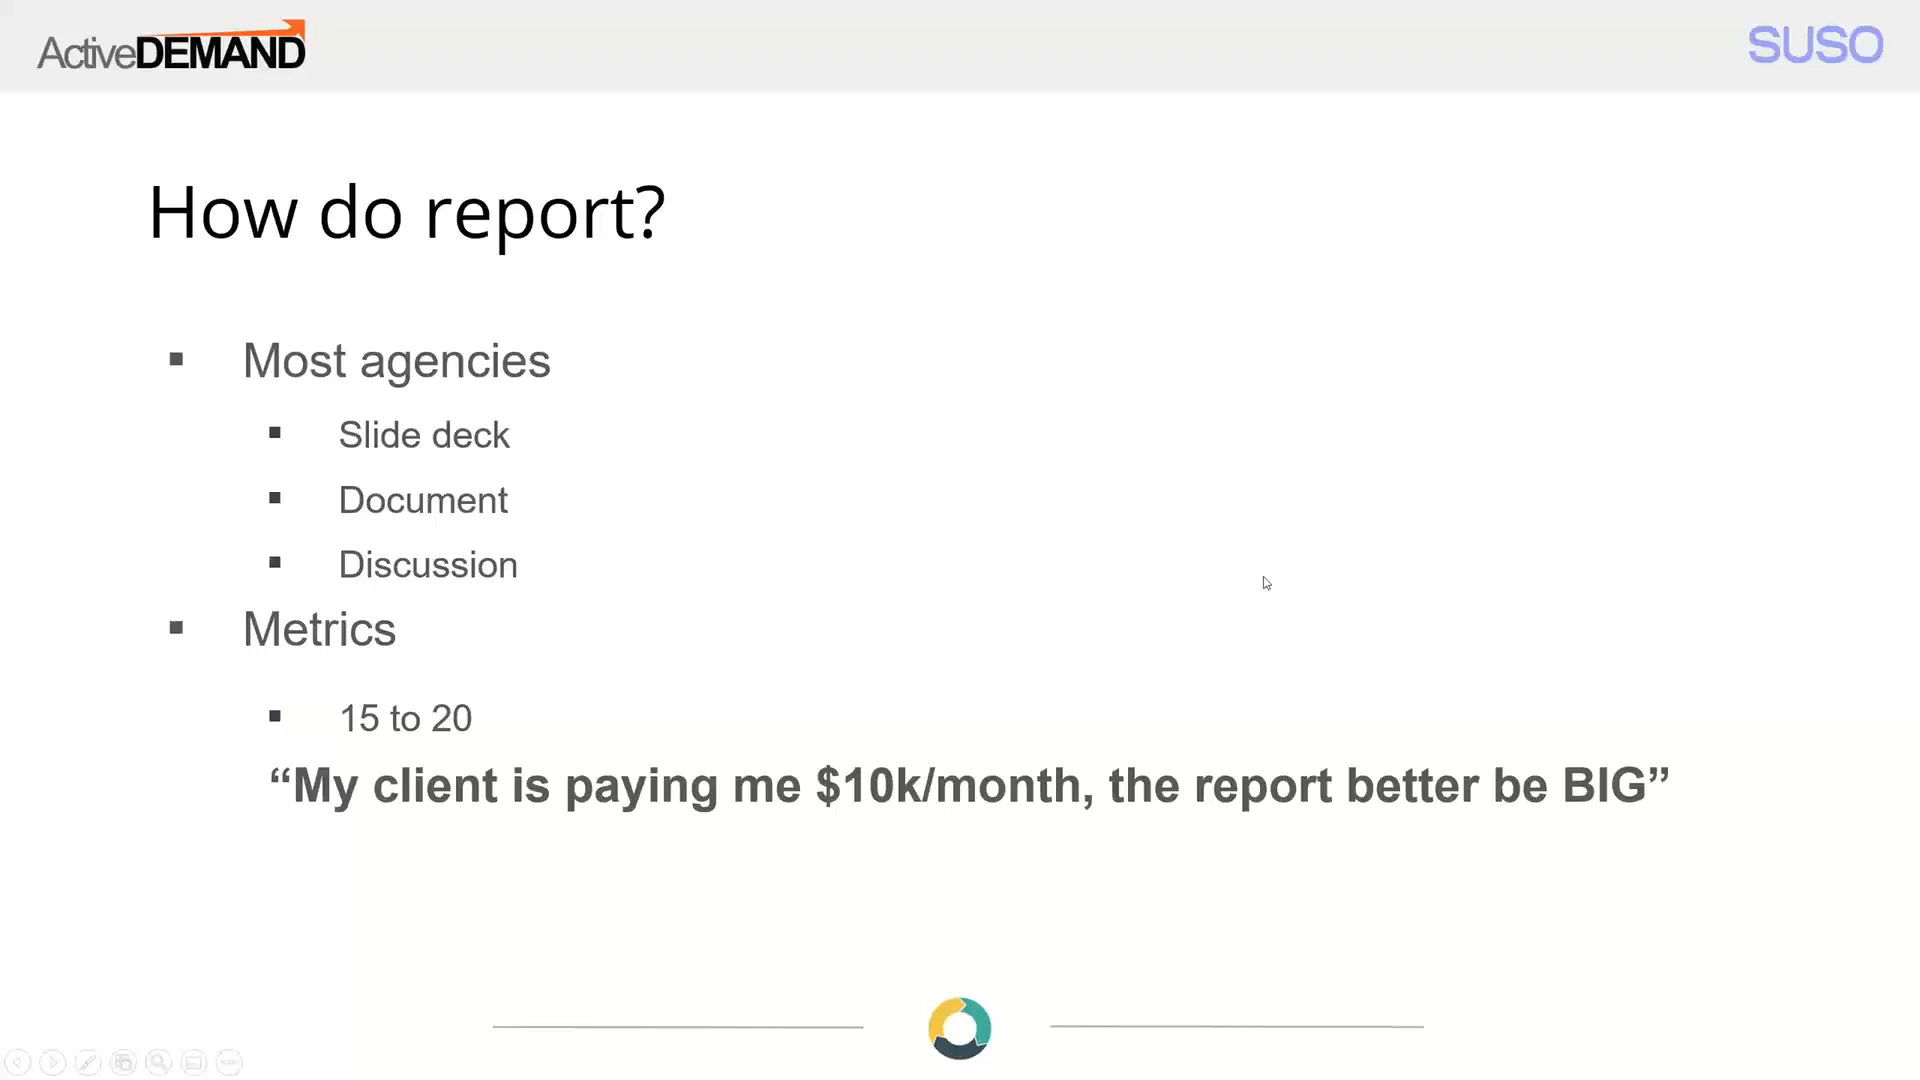 ActiveDEMAND
SUSO
How do report?
Most agencies
Slide deck
Document
Discussion
Metrics
15 to 20
“My client is paying me $10k/month, the report better be BIG”